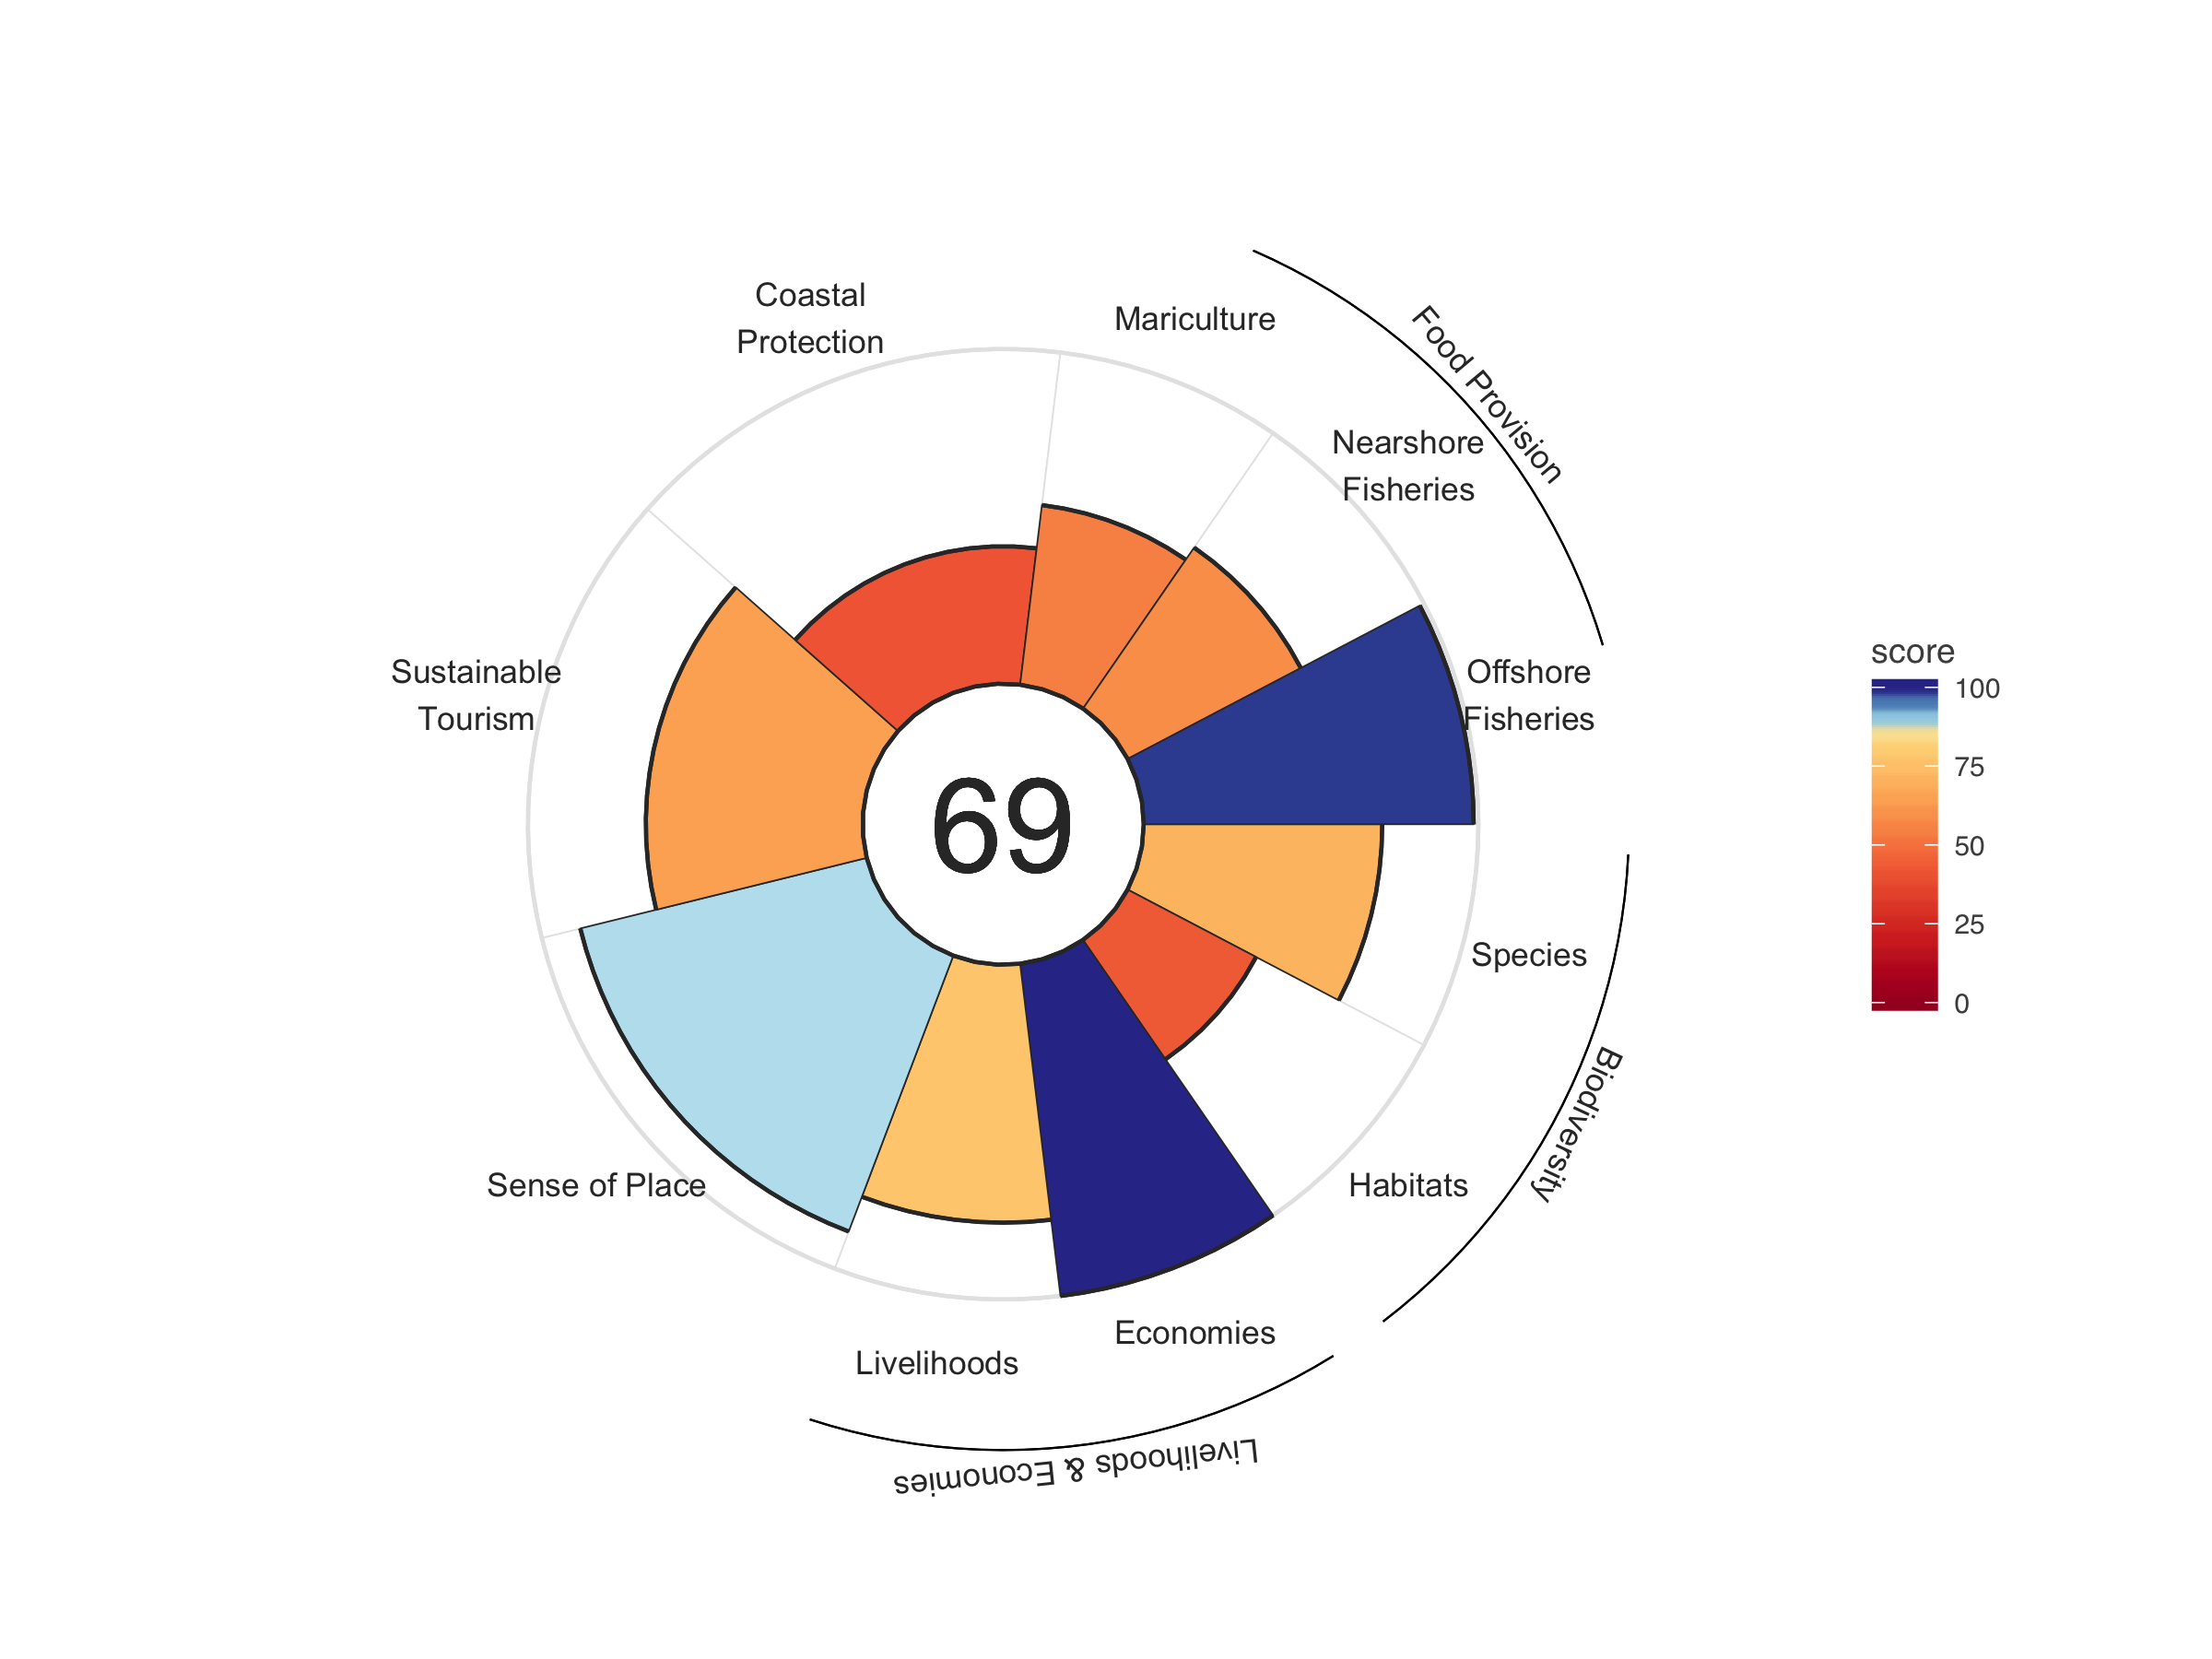 Coastal
Protection
Mariculture
Food Provision
Nearshore
Fisheries
Offshore
Fisheries
Sustainable
Tourism
69
Species
Biodiversity
Habitats
Sense of Place
Economies
Livelihoods
Livelihoods & Economies
score
100
75
50
25
0